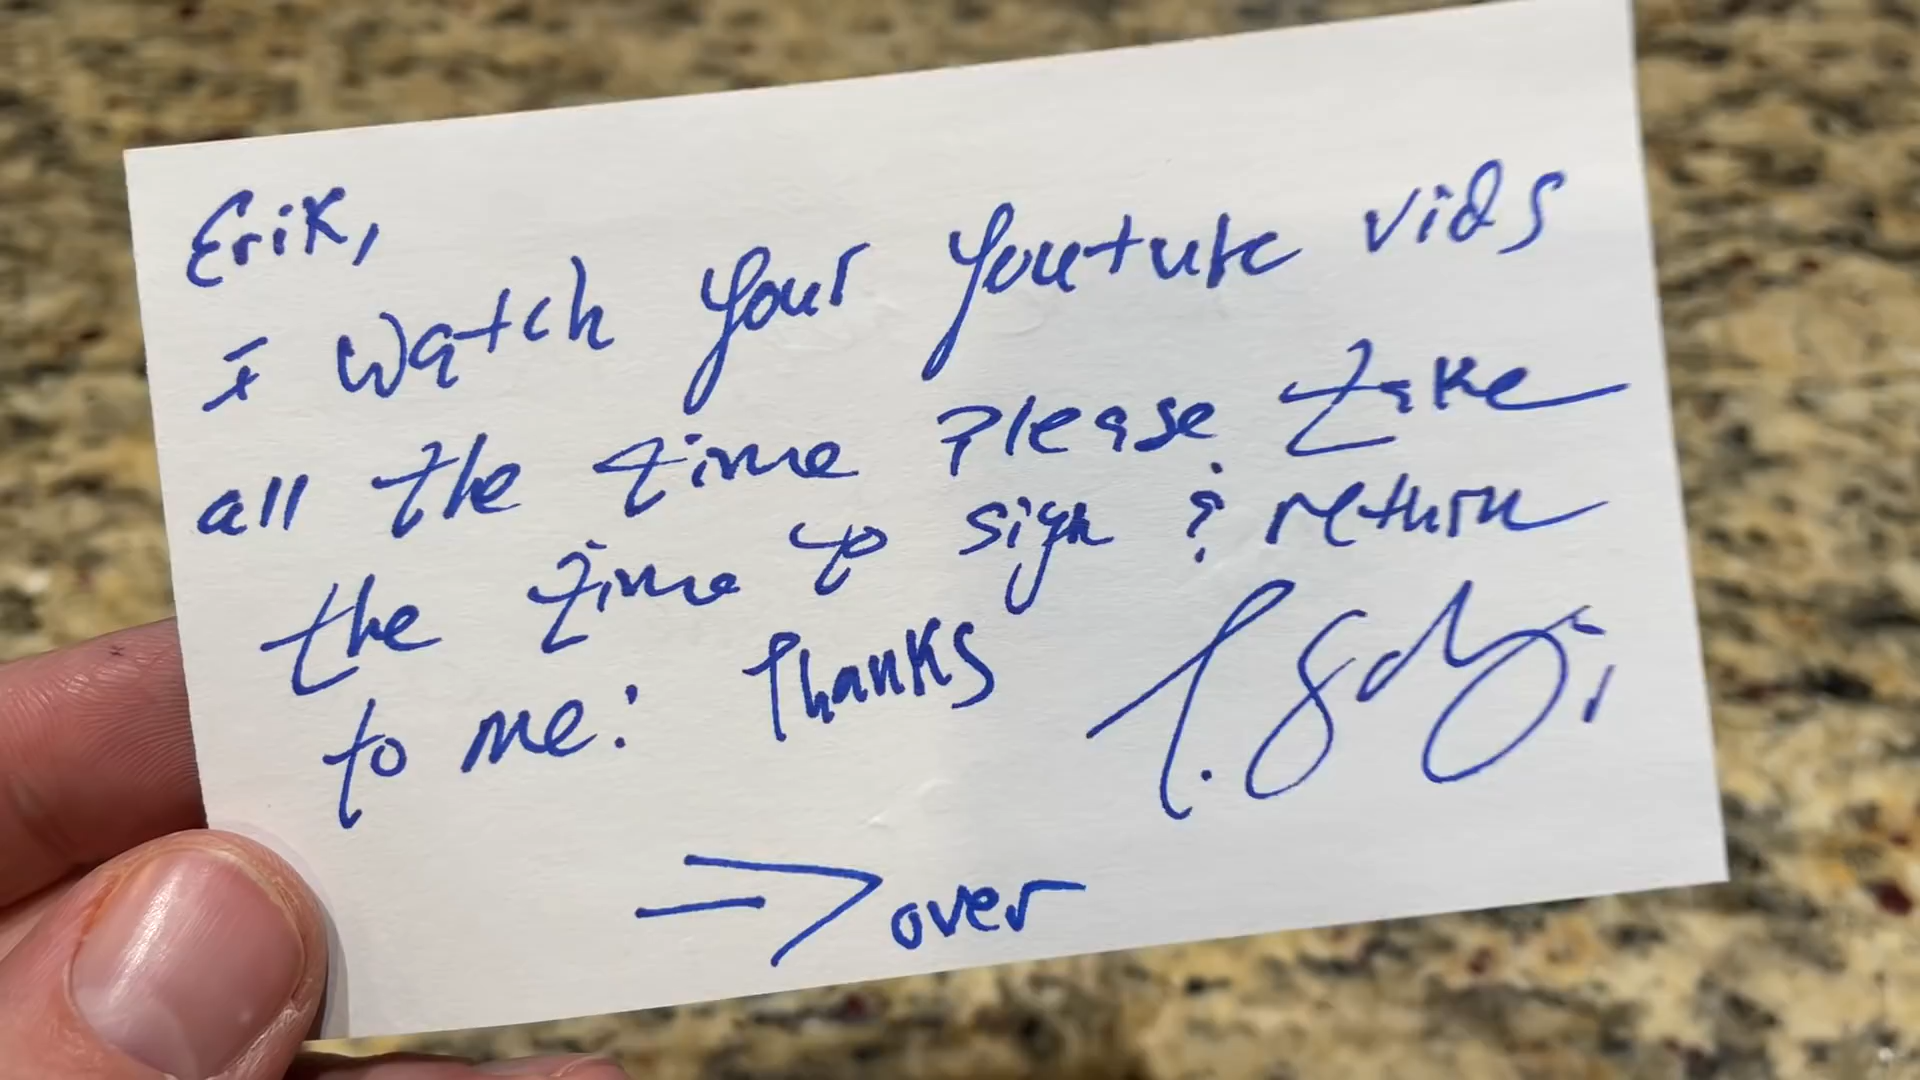 Erik,
I watch your youtube vids
all the time please take
the time to sign & return
to me: Thanks
=> over